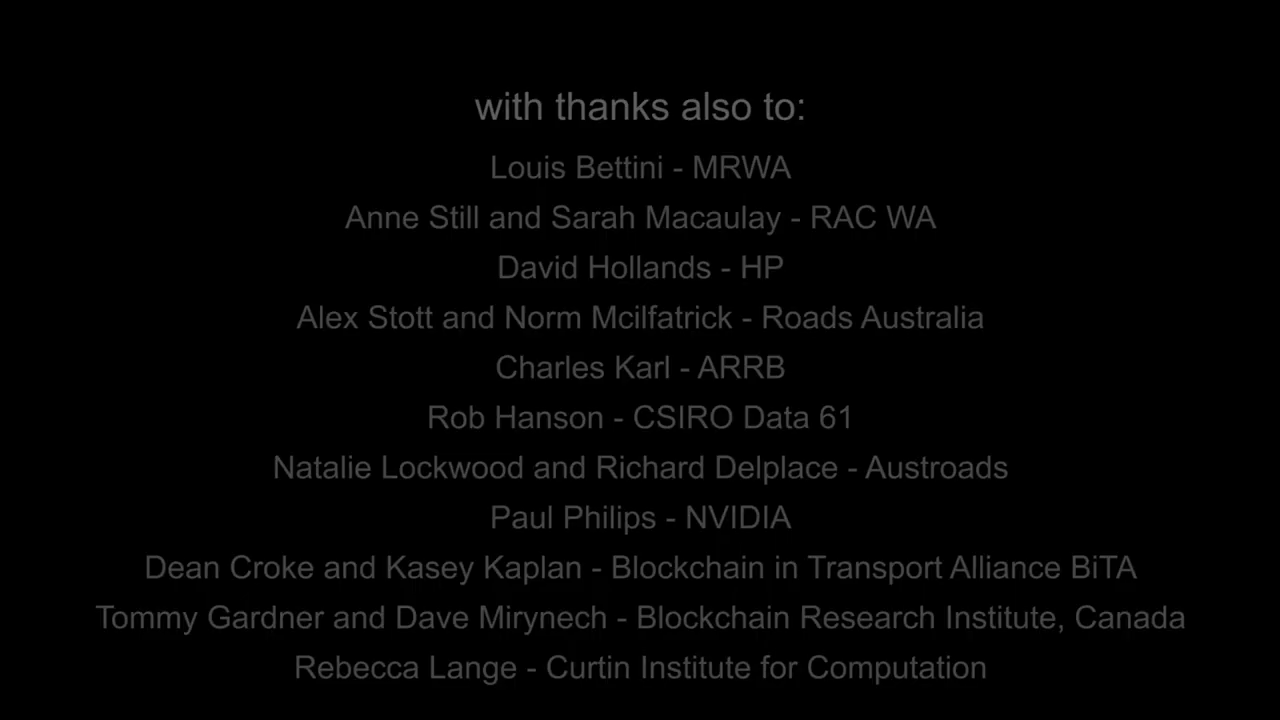 with thanks also to:
Louis Bettini - MRWA
Anne Still and Sarah Macaulay - RAC WA
David Hollands - HP
Alex Stott and Norm Mcilfatrick - Roads Australia
Charles Karl - ARRB
Rob Hanson - CSIRO Data 61
Natalie Lockwood and Richard Delplace - Austroads
Paul Philips - NVIDIA
Dean Croke and Kasey Kaplan - Blockchain in Transport Alliance BiTA
Tommy Gardner and Dave Mirynech - Blockchain Research Institute, Canada
Rebecca Lange - Curtin Institute for Computation